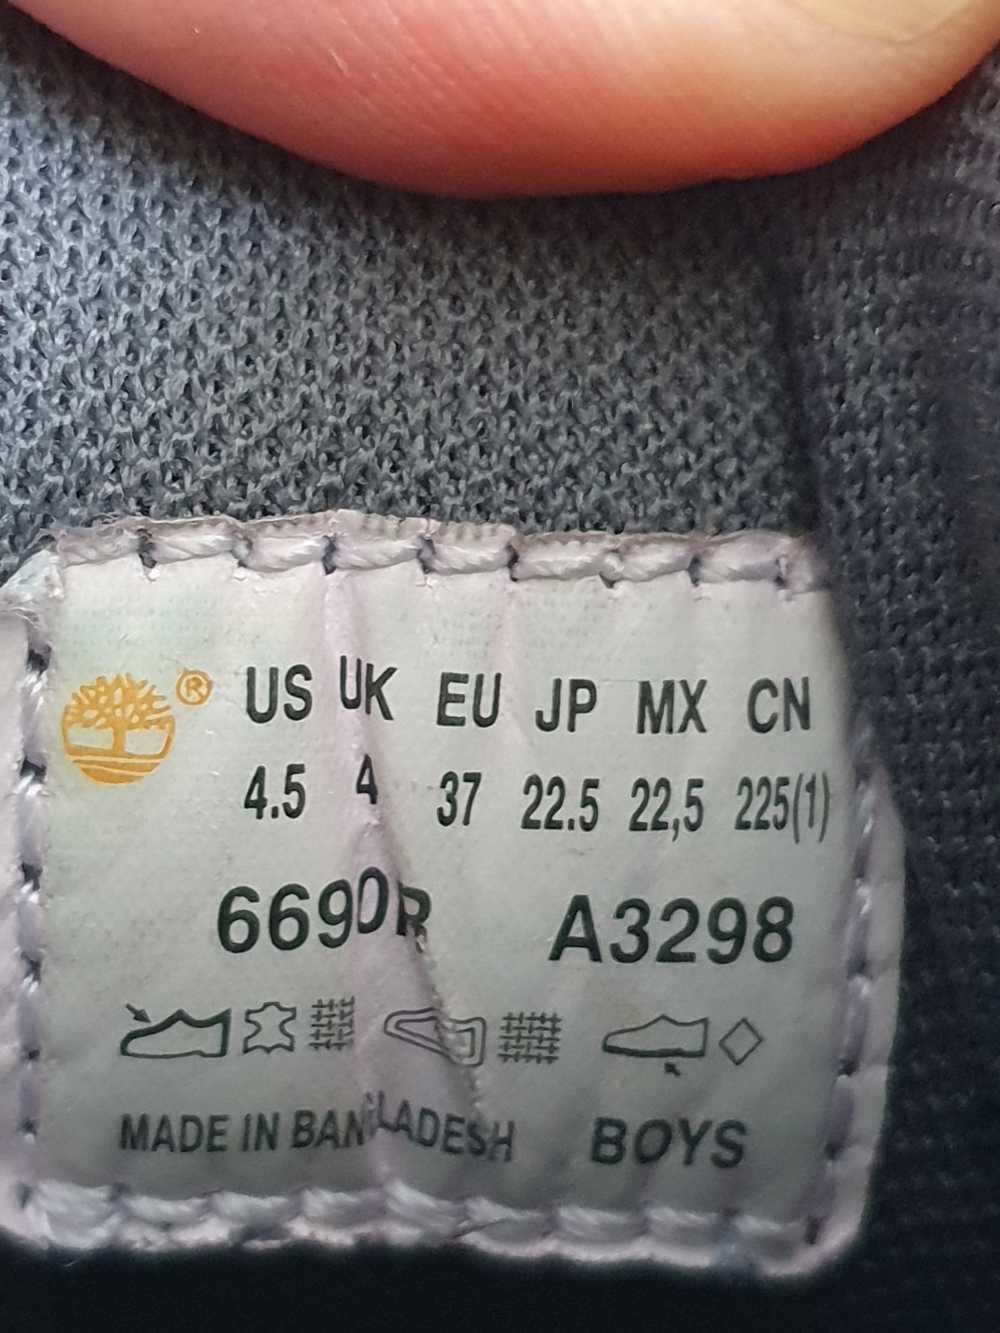 ® US UK EU JP MX CN
4.5 4 37 22.5 22,5 225(1)
6690R A3298
MADE IN BANGLADESH BOYS